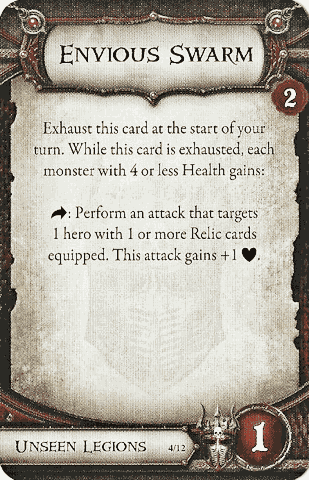 ENVIOUS SWARM
2
Exhaust this card at the start of your
turn. While this card is exhausted, each
monster with 4 or less Health gains:
: Perform an attack that targets
1 hero with 1 or more Relic cards
equipped. This attack gains +1 ♥.
UNSEEN LEGIONS 4/12
1